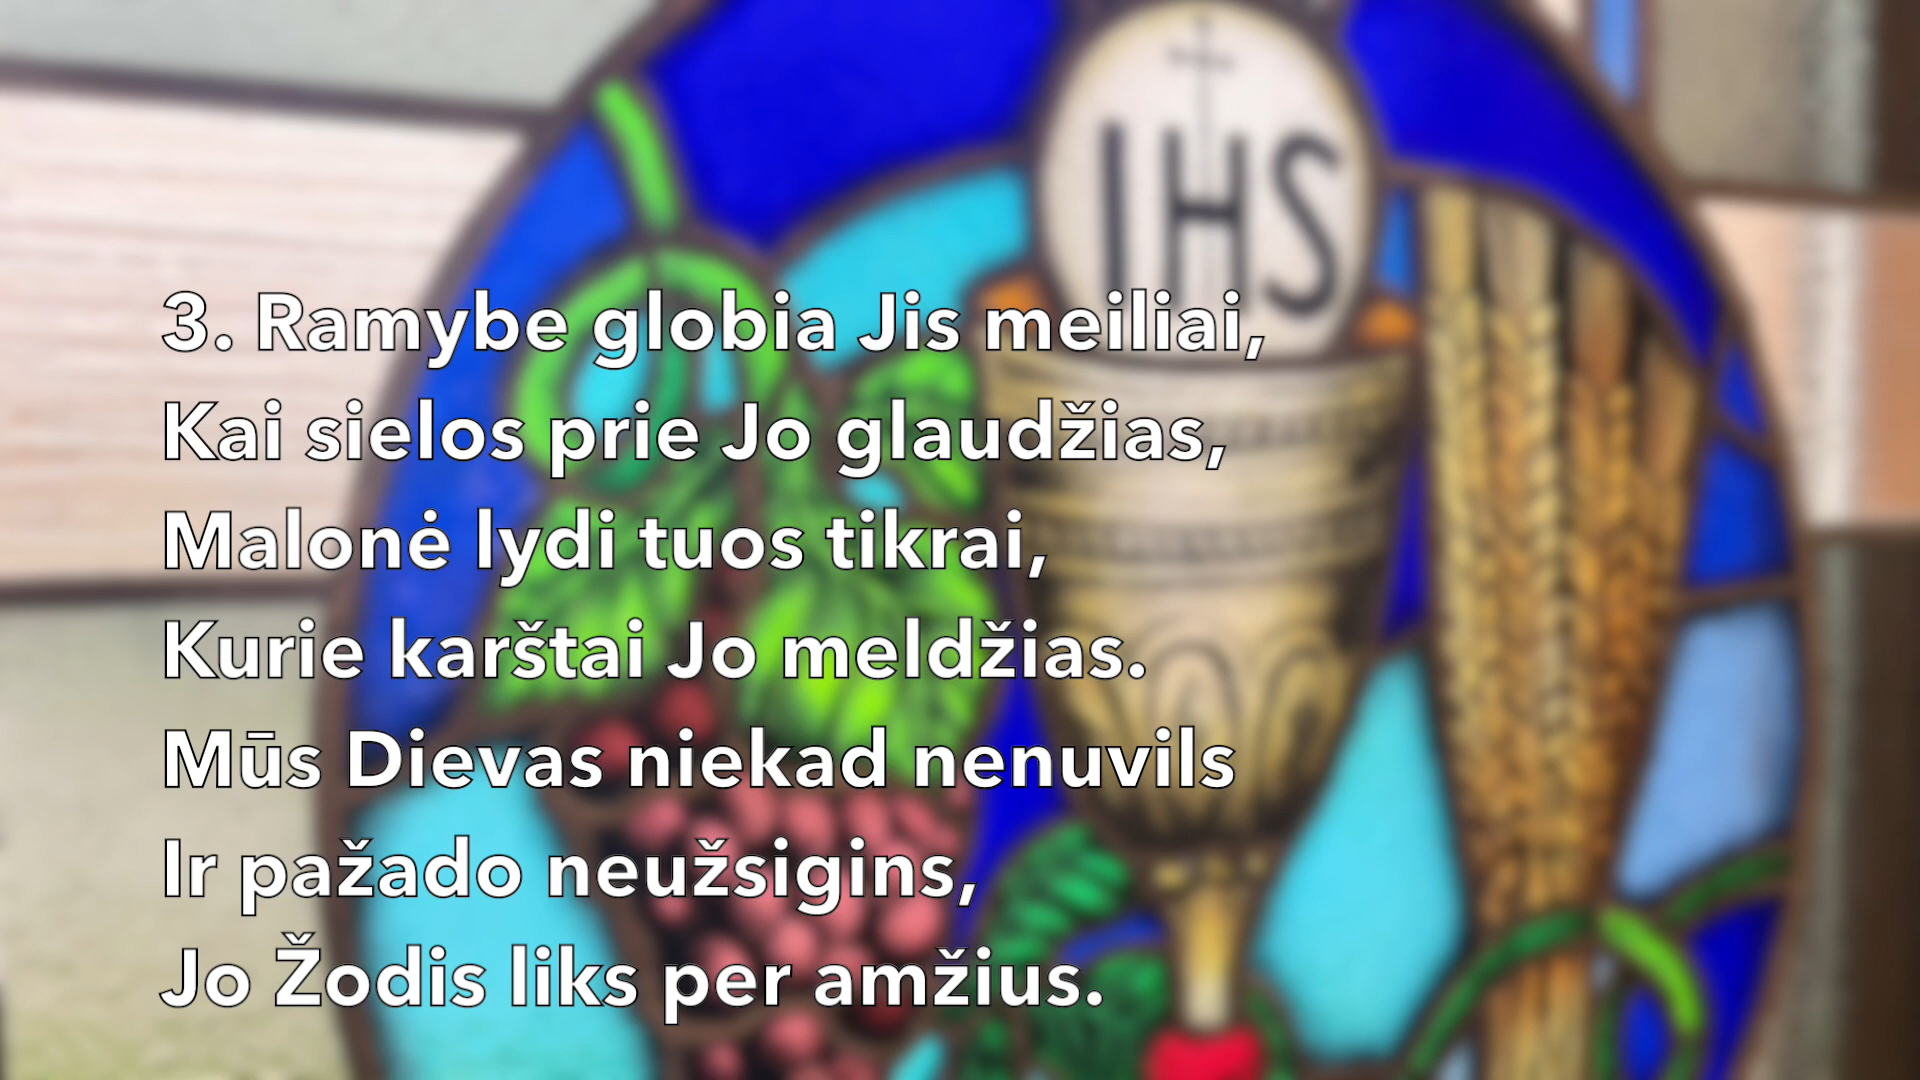 IHS
3. Ramybe globia Jis meiliai,
Kai sielos prie Jo glaudžias,
Malonė lydi tuos tikrai,
Kurie karštai Jo meldžias.
Mūs Dievas niekad nenuvils
Ir pažado neužsigins,
Jo Žodis liks per amžius.